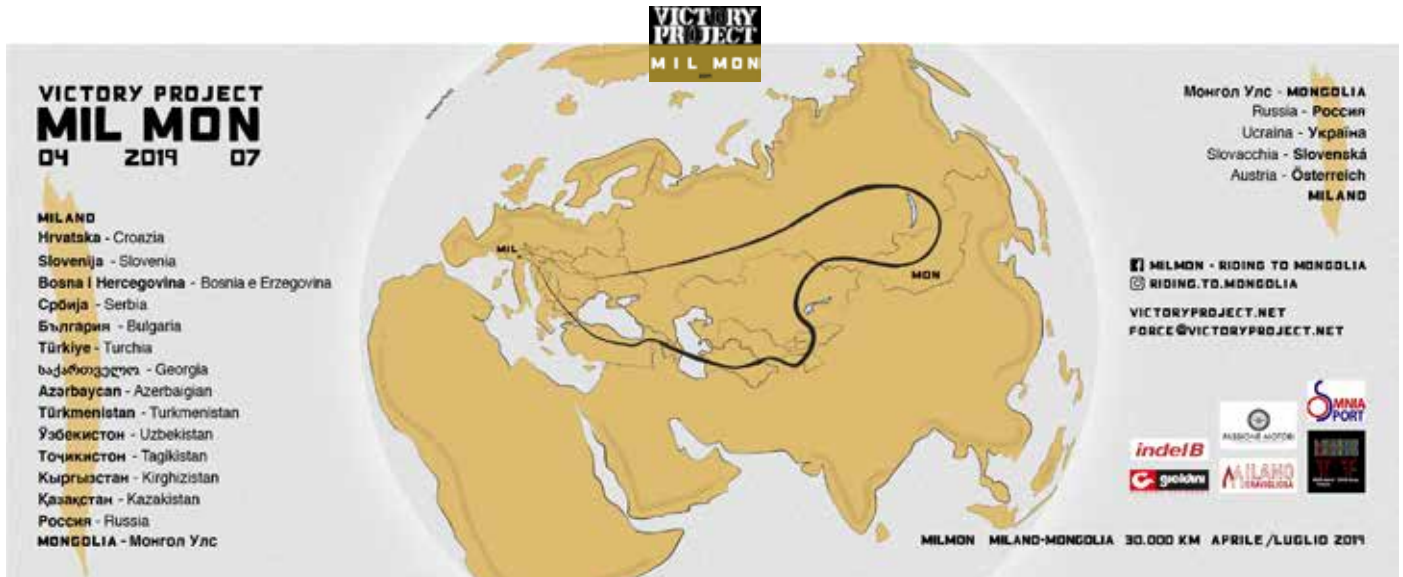 VICTORY
PROJECT
MIL MON
VICTORY PROJECT
MIL MON
04 2019 07
MILANO
Hrvatska - Croazia
Slovenija - Slovenia
Bosna i Hercegovina - Bosnia e Erzegovina
Србија - Serbia
България - Bulgaria
Türkiye - Turchia
საქართველო - Georgia
Azərbaycan - Azerbaigian
Türkmenistan - Turkmenistan
Ўзбекистон - Uzbekistan
Тоҷикистон - Tagikistan
Кыргызстан - Kirghizistan
Қазақстан - Kazakistan
Россия - Russia
MONGOLIA - Монгол Улс
MIL
MON
Монгол Улс - MONGOLIA
Russia - Россия
Ucraina - Україна
Slovacchia - Slovenská
Austria - Österreich
MILANO
MILMON - RIDING TO MONGOLIA
RIDING.TO.MONGOLIA
VICTORYPROJECT.NET
FORCE@VICTORYPROJECT.NET
OMNIA
SPORT
PASSIONE MOTORI
indelB
givldini
MILANO
MILMON MILANO-MONGOLIA 30.000 KM APRILE/LUGLIO 2019